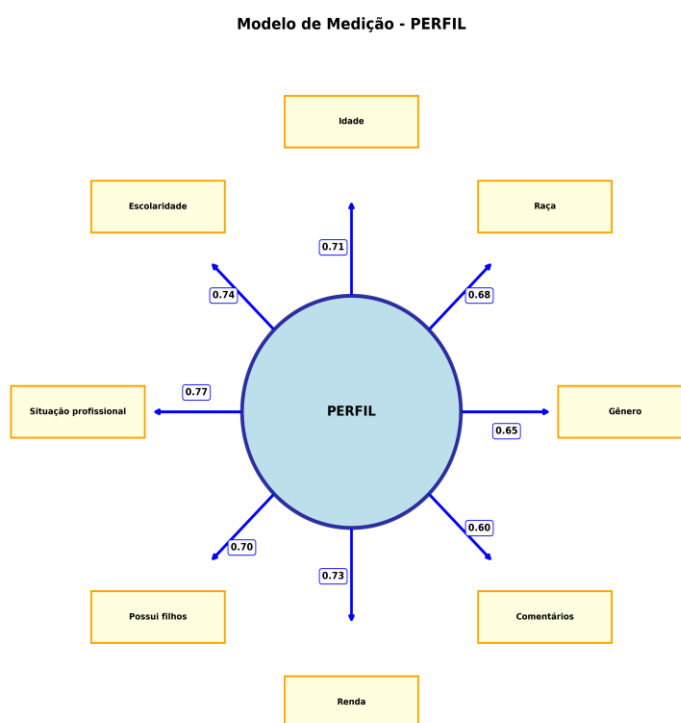 Modelo de Medição - PERFIL
Idade
Escolaridade
Raça
0.71
0.74
0.68
0.77
Situação profissional
PERFIL
Gênero
0.65
0.60
0.70
0.73
Possui filhos
Comentários
Renda